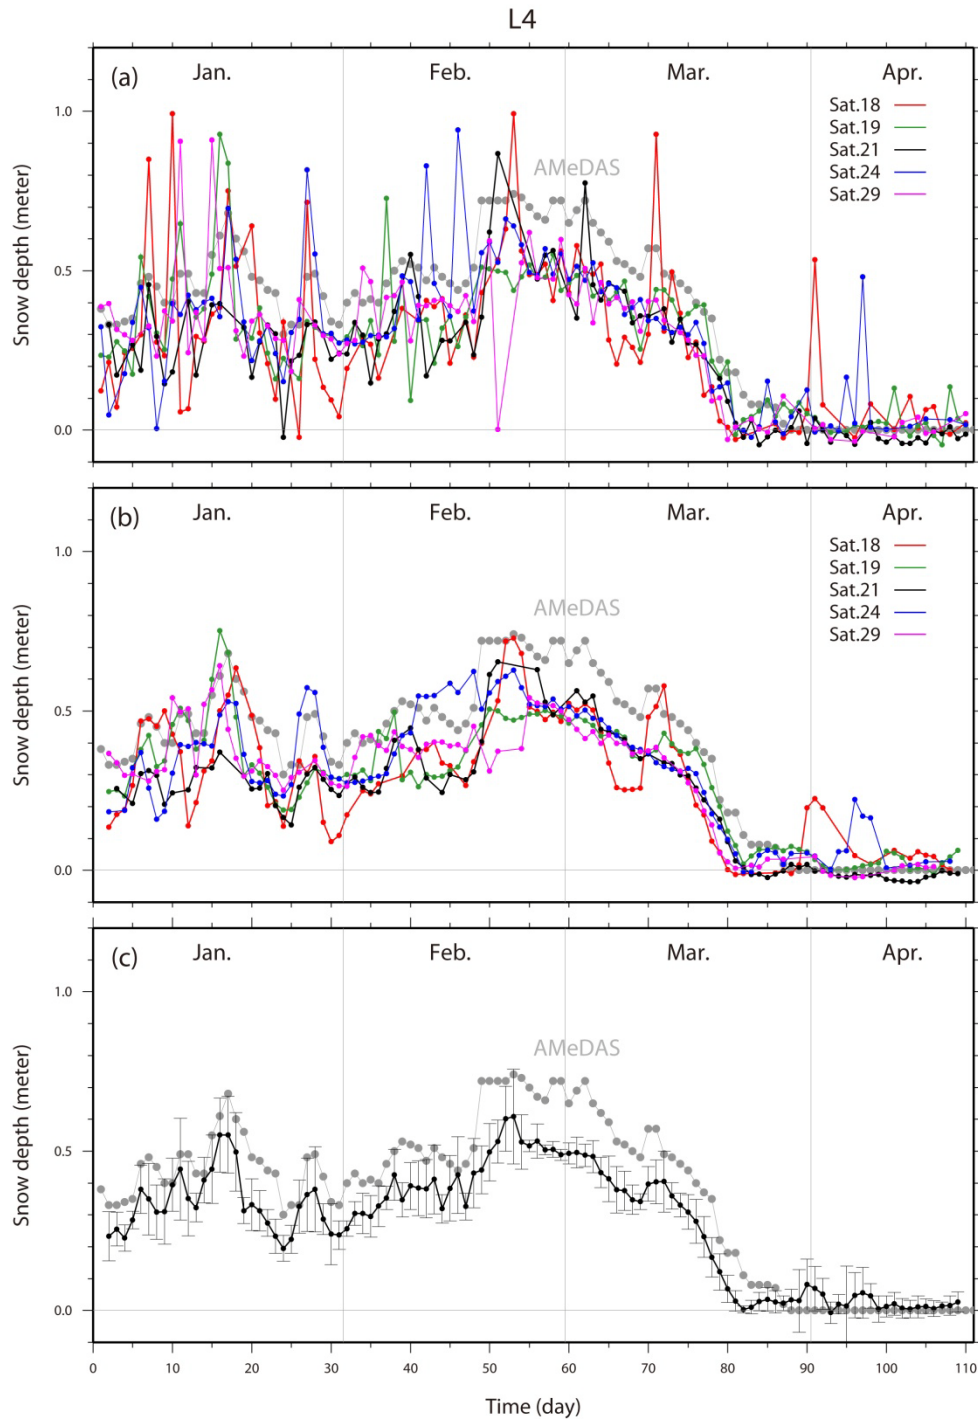 L4
(a)
Jan.
Feb.
Mar.
Apr.
Sat.18
Sat.19
Sat.21
Sat.24
Sat.29
AMeDAS
1.0
0.5
0.0
Snow depth (meter)
(b)
Jan.
Feb.
Mar.
Apr.
Sat.18
Sat.19
Sat.21
Sat.24
Sat.29
AMeDAS
1.0
0.5
0.0
Snow depth (meter)
(c)
Jan.
Feb.
Mar.
Apr.
AMeDAS
1.0
0.5
0.0
Snow depth (meter)
0 10 20 30 40 50 60 70 80 90 100 110
Time (day)